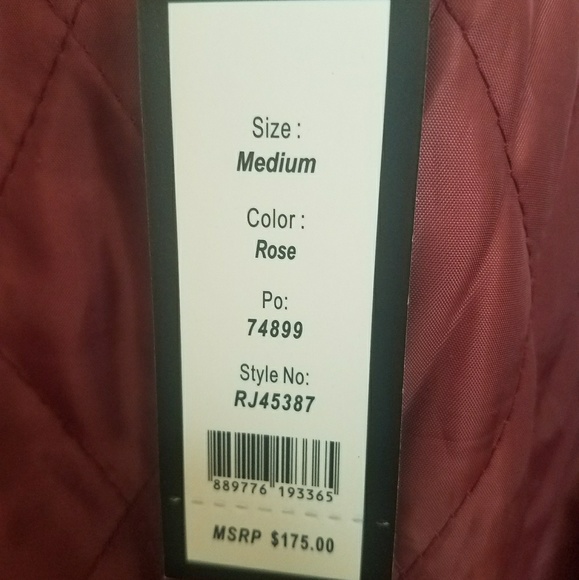 Size :
Medium
Color :
Rose
Po:
74899
Style No:
RJ45387
889776 193365
MSRP $175.00